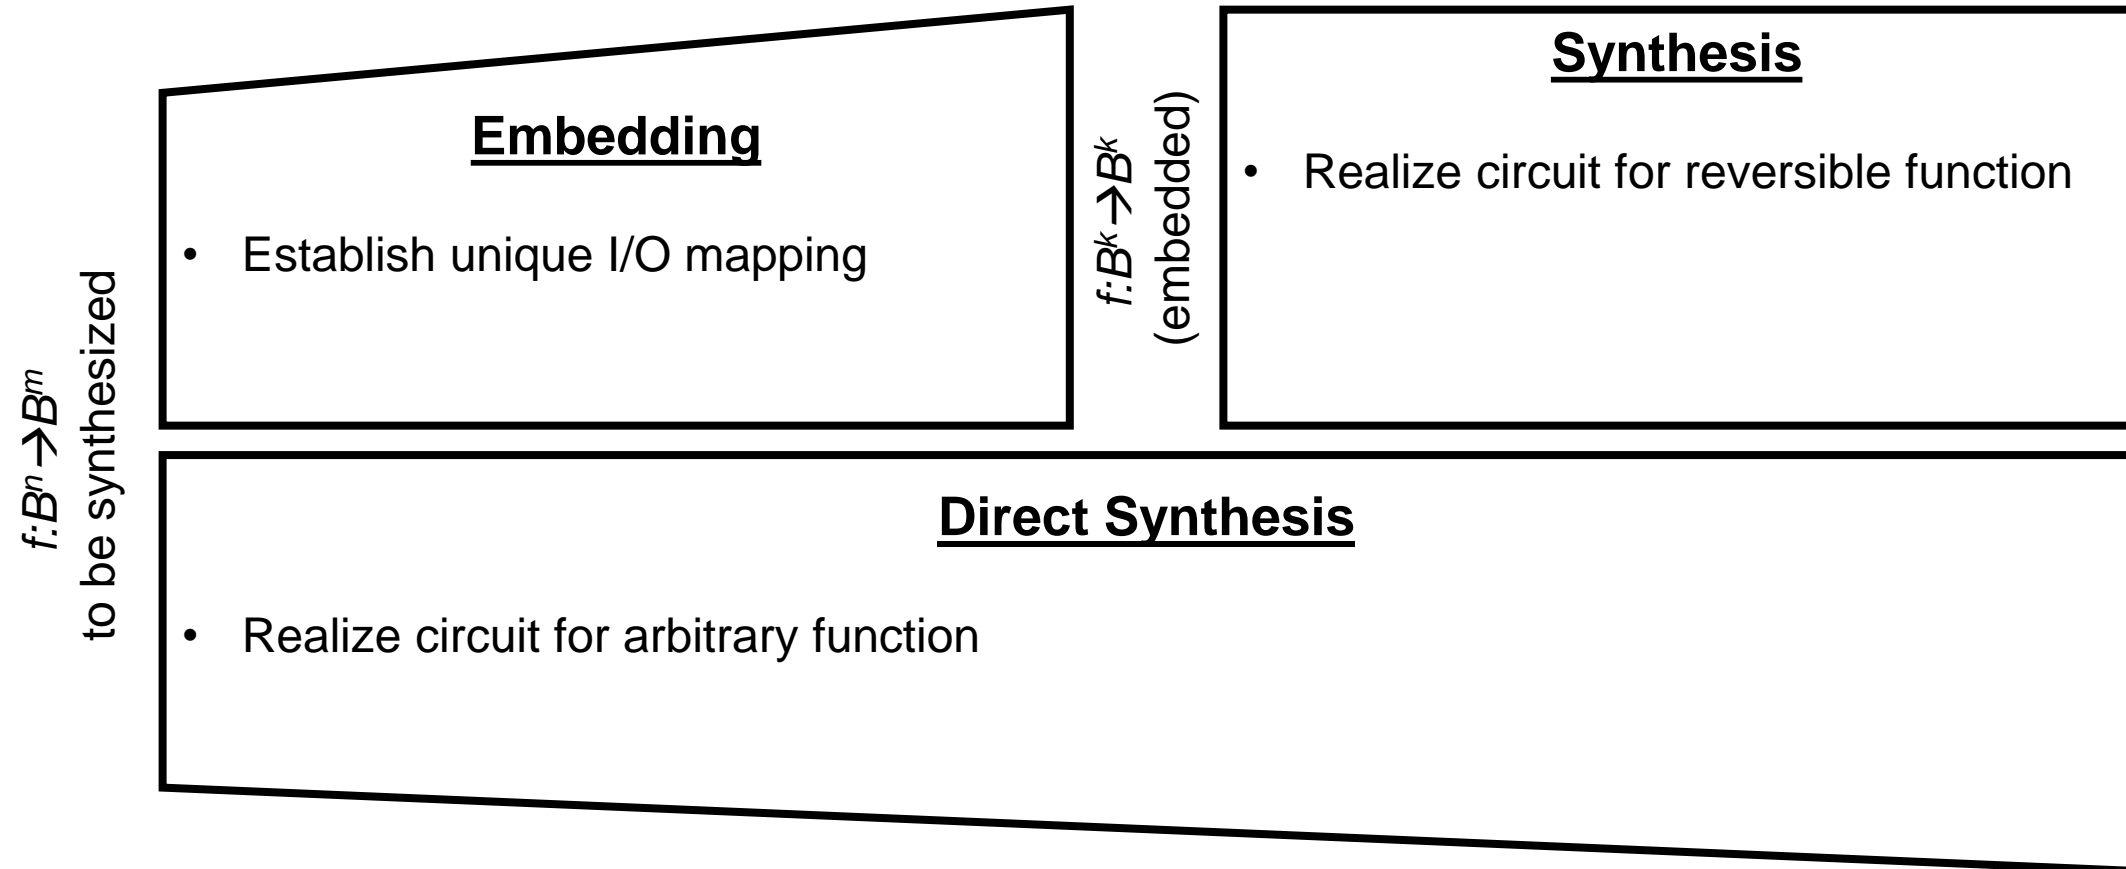 f:Bⁿ→Bᵐ
to be synthesized
Embedding
• Establish unique I/O mapping
f:Bᵏ→Bᵏ
(embedded)
Synthesis
• Realize circuit for reversible function
Direct Synthesis
• Realize circuit for arbitrary function